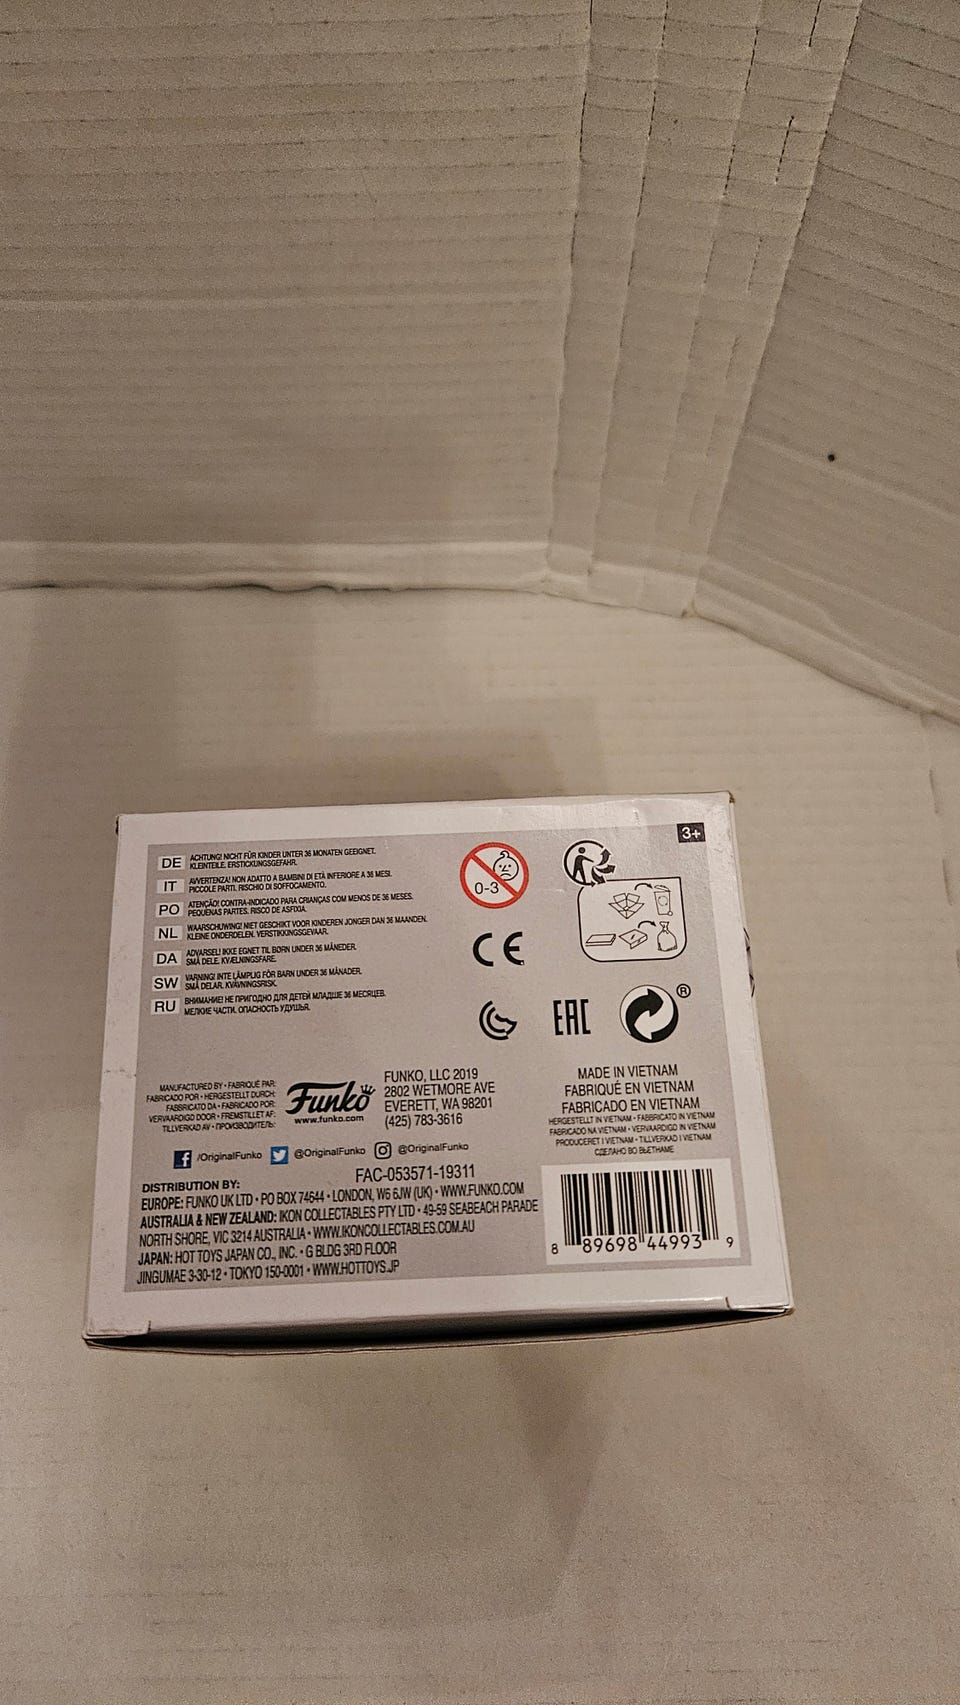 3+
DE ACHTUNG! NICHT FÜR KINDER UNTER 36 MONATEN GEEIGNET.
KLEINTEILE. ERSTICKUNGSGEFAHR.
IT AVVERTENZA! NON ADATTO A BAMBINI DI ETÀ INFERIORE A 36 MESI.
PICCOLE PARTI. RISCHIO DI SOFFOCAMENTO.
PO ATENÇÃO! CONTRA-INDICADO PARA CRIANÇAS COM MENOS DE 36 MESES.
PEQUENAS PARTES. RISCO DE ASFIXIA.
NL WAARSCHUWING! NIET GESCHIKT VOOR KINDEREN JONGER DAN 36 MAANDEN.
KLEINE ONDERDELEN. VERSTIKKINGSGEVAAR.
DA ADVARSEL! IKKE EGNET TIL BØRN UNDER 36 MÅNEDER.
SMÅ DELE. KVÆLNINGSFARE.
SW VARNING! INTE LÄMPLIG FÖR BARN UNDER 36 MÅNADER.
SMÅ DELAR. KVÄVNINGSRISK.
RU ВНИМАНИЕ! НЕ ПРИГОДНО ДЛЯ ДЕТЕЙ МЛАДШЕ 36 МЕСЯЦЕВ.
МЕЛКИЕ ЧАСТИ. ОПАСНОСТЬ УДУШЬЯ.
0-3
CE
EAC
®
MANUFACTURED BY • FABRIQUÉ PAR:
FABRICADO POR • HERGESTELLT DURCH:
FABBRICATO DA • FABRICADO POR:
VERVAARDIGD DOOR • FREMSTILLET AF:
TILLVERKAD AV • ПРОИЗВОДИТЕЛЬ:
Funko
www.funko.com
FUNKO, LLC 2019
2802 WETMORE AVE
EVERETT, WA 98201
(425) 783-3616
MADE IN VIETNAM
FABRIQUÉ EN VIETNAM
FABRICADO EN VIETNAM
HERGESTELLT IN VIETNAM • FABBRICATO IN VIETNAM
FABRICADO NA VIETNAM • VERVAARDIGD IN VIETNAM
PRODUCERET I VIETNAM • TILLVERKAD I VIETNAM
СДЕЛАНО ВО ВЬЕТНАМЕ
/OriginalFunko @OriginalFunko @OriginalFunko
FAC-053571-19311
DISTRIBUTION BY:
EUROPE: FUNKO UK LTD • PO BOX 74644 • LONDON, W6 6JW (UK) • WWW.FUNKO.COM
AUSTRALIA & NEW ZEALAND: IKON COLLECTABLES PTY LTD • 49-59 SEABEACH PARADE
NORTH SHORE, VIC 3214 AUSTRALIA • WWW.IKONCOLLECTABLES.COM.AU
JAPAN: HOT TOYS JAPAN CO., INC. • G BLDG 3RD FLOOR
JINGUMAE 3-30-12 • TOKYO 150-0001 • WWW.HOTTOYS.JP
8 89698 44993 9